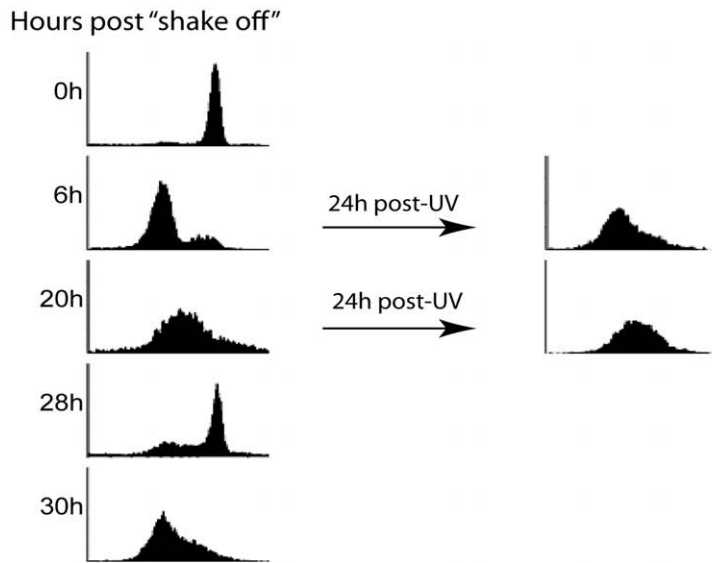 Hours post “shake off”
0h
6h
24h post-UV
20h
24h post-UV
28h
30h